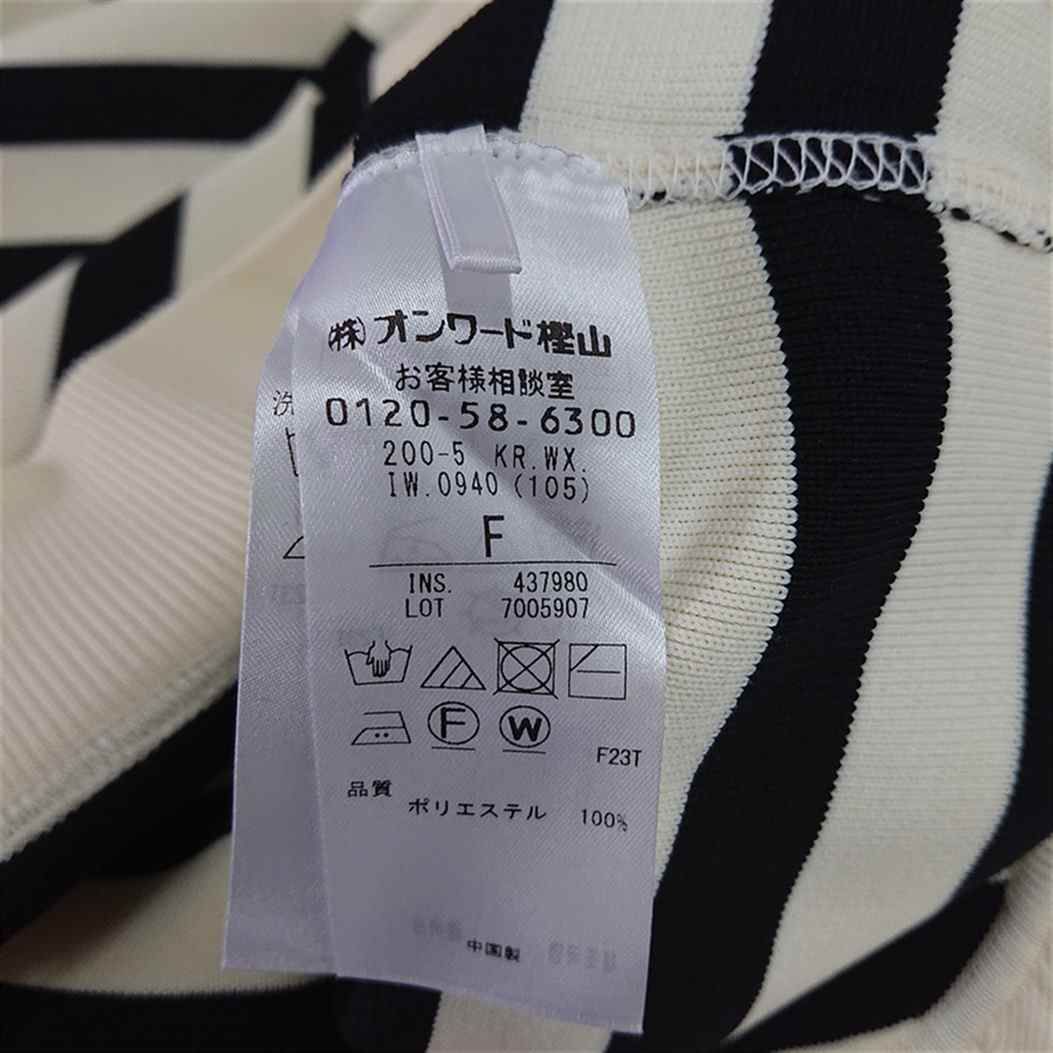 (株)オンワード樫山
お客様相談室
0120-58-6300
200-5 KR.WX.
IW.0940 (105)
F
INS. 437980
LOT 7005907
F W
F23T
品質
ポリエステル 100%
中国製
洗